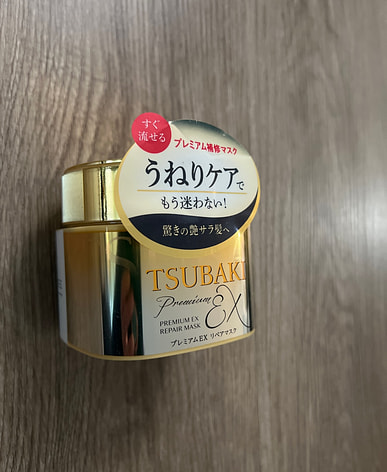 すぐ
流せる
プレミアム補修マスク
うねりケアで
もう迷わない!
驚きの艶サラ髪へ
TSUBAKI
Premium
EX
PREMIUM EX
REPAIR MASK
プレミアムEX リペアマスク